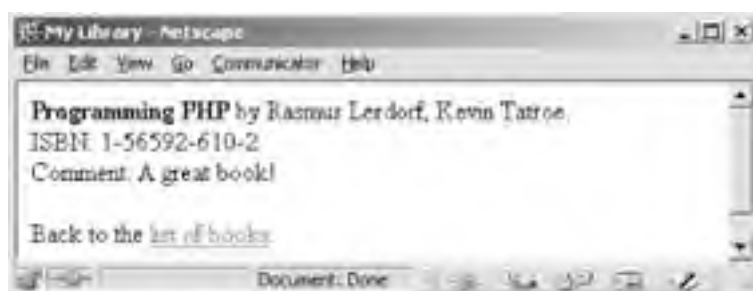 My Library - Netscape
File Edit View Go Communicator Help
Programming PHP by Rasmus Lerdorf, Kevin Tatroe.
ISBN: 1-56592-610-2
Comment: A great book!
Back to the list of books.
Document: Done